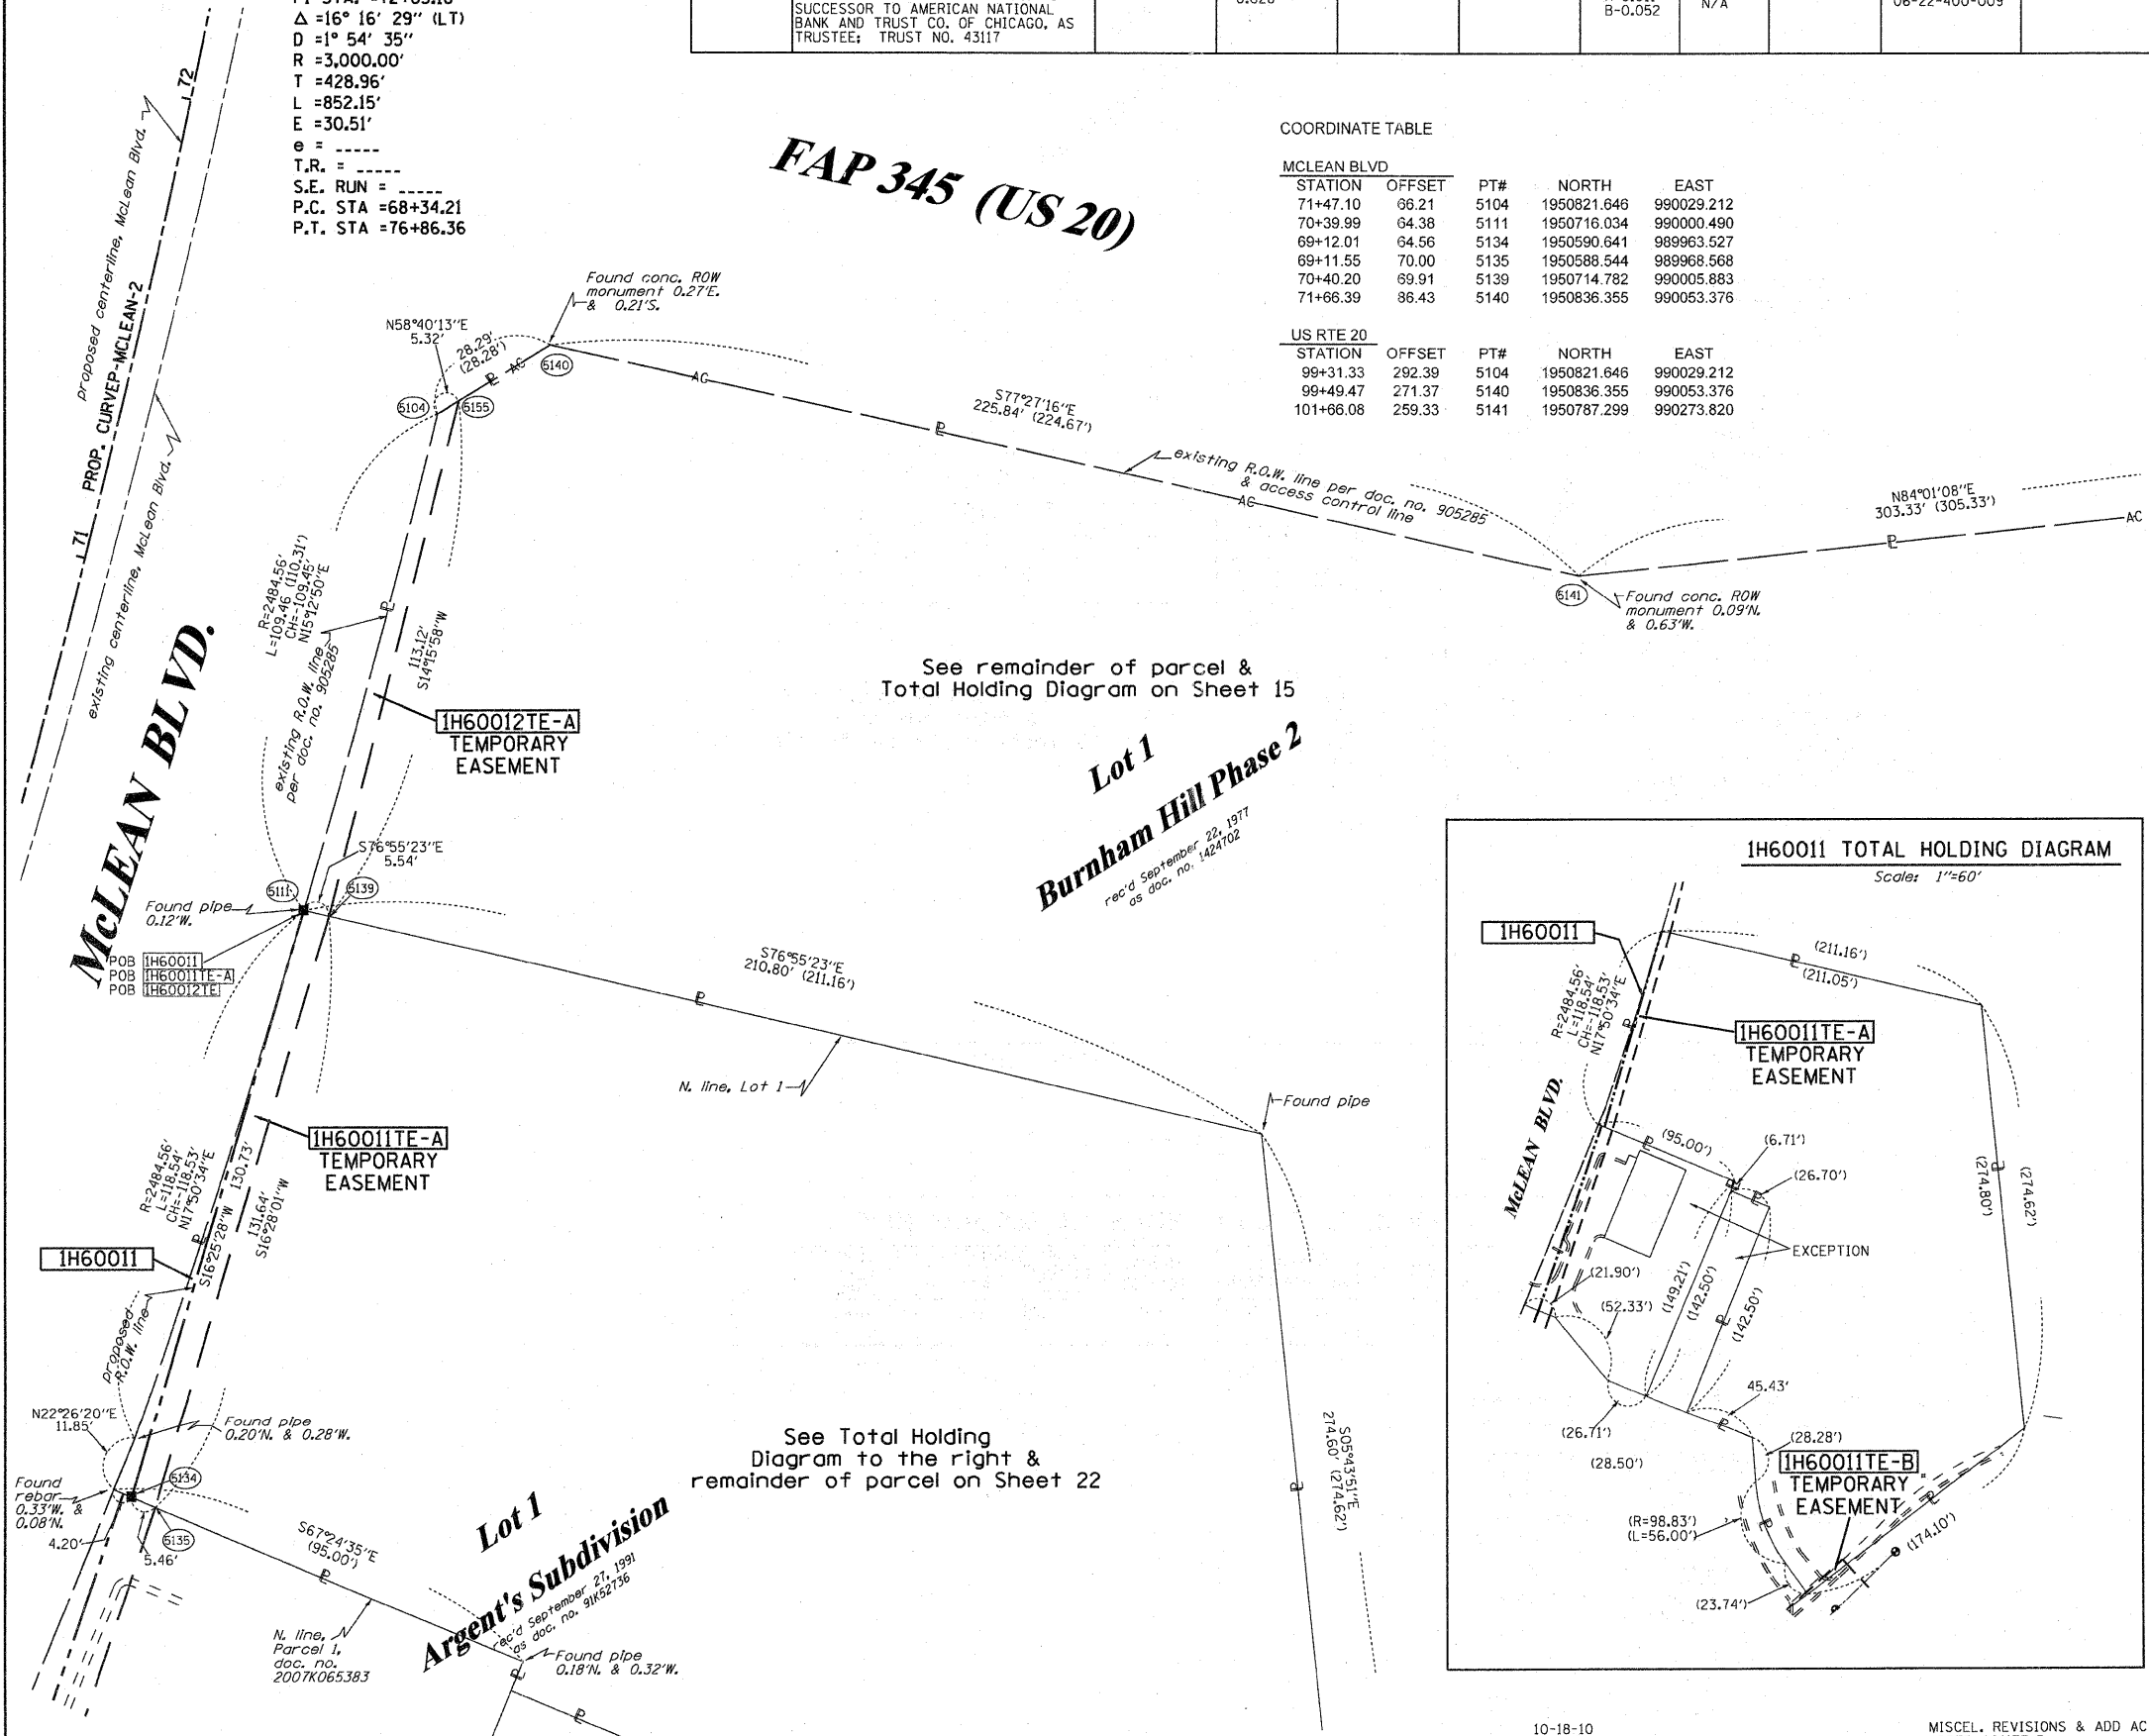 Δ =16° 16' 29" (LT)
D =1° 54' 35"
R =3,000.00'
T =428.96'
L =852.15'
E =30.51'
e = -----
T.R. = -----
S.E. RUN = -----
P.C. STA =68+34.21
P.T. STA =76+86.36
SUCCESSOR TO AMERICAN NATIONAL
BANK AND TRUST CO. OF CHICAGO, AS
TRUSTEE; TRUST NO. 43117
B-0.052
N/A
06-22-400-009
FAP 345 (US 20)
COORDINATE TABLE
MCLEAN BLVD
STATION OFFSET PT# NORTH EAST
71+47.10 66.21 5104 1950821.646 990029.212
70+39.99 64.38 5111 1950716.034 990000.490
69+12.01 64.56 5134 1950590.641 989963.527
69+11.55 70.00 5135 1950588.544 989968.568
70+40.20 69.91 5139 1950714.782 990005.883
71+66.39 86.43 5140 1950836.355 990053.376
US RTE 20
STATION OFFSET PT# NORTH EAST
99+31.33 292.39 5104 1950821.646 990029.212
99+49.47 271.37 5140 1950836.355 990053.376
101+66.08 259.33 5141 1950787.299 990273.820
72
proposed centerline, McLean Blvd.
PROP. CURVEP-MCLEAN-2
71
existing centerline, McLean Blvd.
McLEAN BLVD.
Found conc. ROW
monument 0.27'E.
& 0.21'S.
N58°40'13"E
5.32'
28.29'
(28.28')
AC
5140
5104
5155
AC
S77°27'16"E
225.84' (224.67')
existing R.O.W. line per doc. no. 905285
& access control line
AC
N84°01'08"E
303.33' (305.33')
AC
5141
Found conc. ROW
monument 0.09'N.
& 0.63'W.
R=2484.56'
L=109.46' (110.31')
CH=-109.45'
N15°12'50"E
existing R.O.W. line
per doc. no. 905285
113.12'
S14°15'58"W
1H60012TE-A
TEMPORARY
EASEMENT
See remainder of parcel &
Total Holding Diagram on Sheet 15
Lot 1
Burnham Hill Phase 2
rec'd September 22, 1977
as doc. no. 1424702
S76°55'23"E
5.54'
5111
5139
Found pipe
0.12'W.
POB 1H60011
POB 1H60011TE-A
POB 1H60012TE
S76°55'23"E
210.80' (211.16')
N. line, Lot 1
Found pipe
1H60011TE-A
TEMPORARY
EASEMENT
R=2484.56'
L=118.54'
CH=-118.53'
N17°50'34"E
S16°25'28"W 130.73'
131.64'
S16°28'01"W
1H60011
proposed
R.O.W. line
N22°26'20"E
11.85'
Found pipe
0.20'N. & 0.28'W.
Found
rebar
0.33'W. &
0.08'N.
5134
4.20'
5135
5.46'
S67°24'35"E
(95.00')
N. line,
Parcel 1,
doc. no.
2007K065383
Lot 1
Argent's Subdivision
rec'd September 27, 1991
as doc. no. 91K52736
Found pipe
0.18'N. & 0.32'W.
See Total Holding
Diagram to the right &
remainder of parcel on Sheet 22
S05°43'51"E
274.60' (274.62')
1H60011 TOTAL HOLDING DIAGRAM
Scale: 1"=60'
1H60011
(211.16')
(211.05')
R=2484.56'
L=118.54'
CH=-118.53'
N17°50'34"E
1H60011TE-A
TEMPORARY
EASEMENT
McLEAN BLVD.
(95.00')
(6.71')
(26.70')
(274.80')
(274.62')
EXCEPTION
(21.90')
(52.33')
(149.21')
(142.50')
(142.50')
45.43'
(26.71')
(28.28')
(28.50')
1H60011TE-B
TEMPORARY
EASEMENT
(R=98.83')
(L=56.00')
(174.10')
(23.74')
10-18-10
MISCEL. REVISIONS & ADD AC